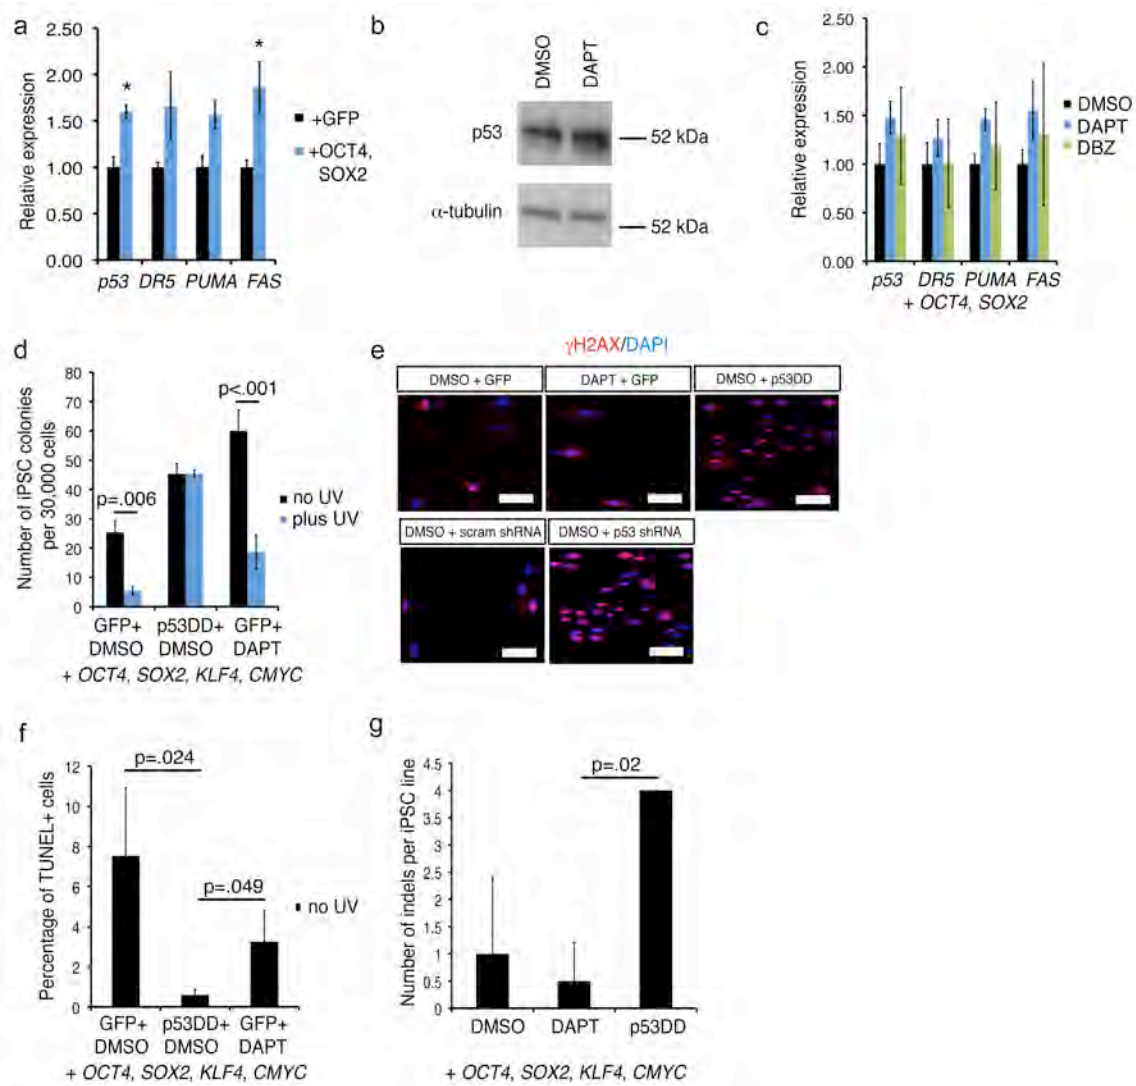 a
2.50
2.00
1.50
1.00
0.50
0.00
Relative expression
*
*
+GFP
+OCT4,
SOX2
p53 DR5 PUMA FAS
b
DMSO
DAPT
p53
52 kDa
α-tubulin
52 kDa
c
2.50
2.00
1.50
1.00
0.50
0.00
Relative expression
DMSO
DAPT
DBZ
p53 DR5 PUMA FAS
+ OCT4, SOX2
d
80
70
60
50
40
30
20
10
0
Number of iPSC colonies
per 30,000 cells
p=.006
p<.001
no UV
plus UV
GFP+ p53DD+ GFP+
DMSO DMSO DAPT
+ OCT4, SOX2, KLF4, CMYC
e
γH2AX/DAPI
DMSO + GFP
DAPT + GFP
DMSO + p53DD
DMSO + scram shRNA
DMSO + p53 shRNA
f
12
10
8
6
4
2
0
Percentage of TUNEL+ cells
p=.024
p=.049
no UV
GFP+ p53DD+ GFP+
DMSO DMSO DAPT
+ OCT4, SOX2, KLF4, CMYC
g
4.5
4
3.5
3
2.5
2
1.5
1
0.5
0
Number of indels per iPSC line
p=.02
DMSO DAPT p53DD
+ OCT4, SOX2, KLF4, CMYC